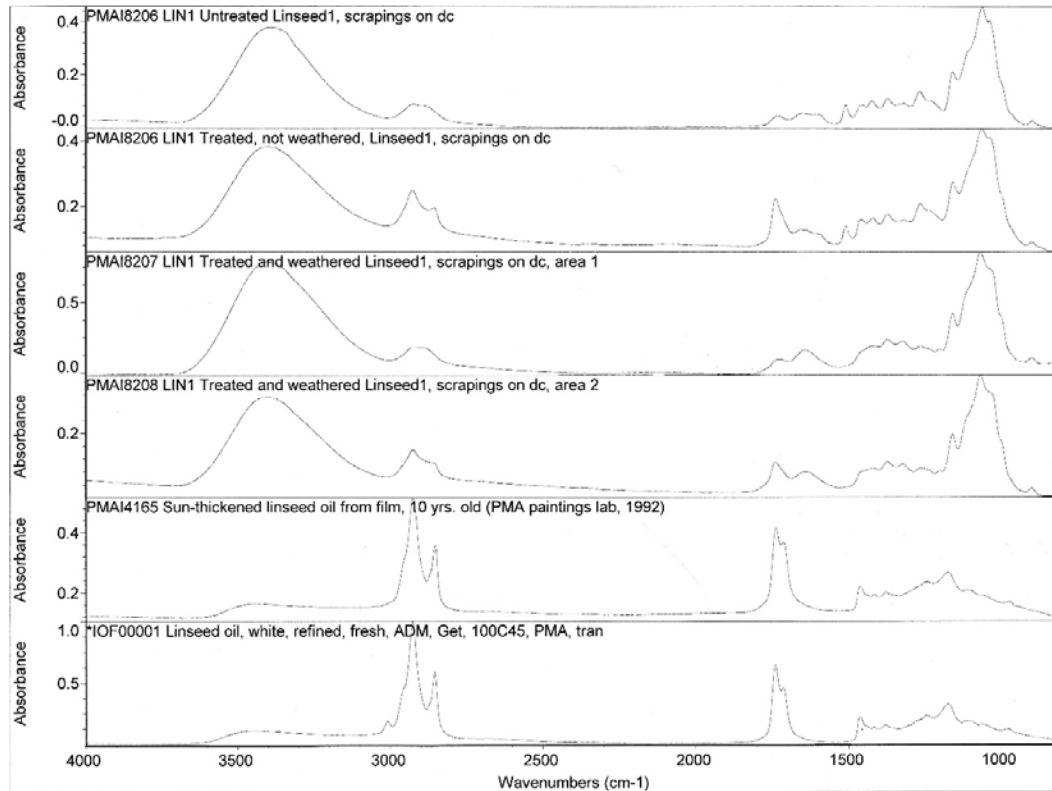 PMAI8206 LIN1 Untreated Linseed1, scrapings on dc
0.4
0.2
-0.0
Absorbance
PMAI8206 LIN1 Treated, not weathered, Linseed1, scrapings on dc
0.4
0.2
Absorbance
PMAI8207 LIN1 Treated and weathered Linseed1, scrapings on dc, area 1
0.5
0.0
Absorbance
PMAI8208 LIN1 Treated and weathered Linseed1, scrapings on dc, area 2
0.2
Absorbance
PMAI4165 Sun-thickened linseed oil from film, 10 yrs. old (PMA paintings lab, 1992)
0.4
0.2
Absorbance
*IOF00001 Linseed oil, white, refined, fresh, ADM, Get, 100C45, PMA, tran
1.0
0.5
Absorbance
4000 3500 3000 2500 2000 1500 1000
Wavenumbers (cm-1)